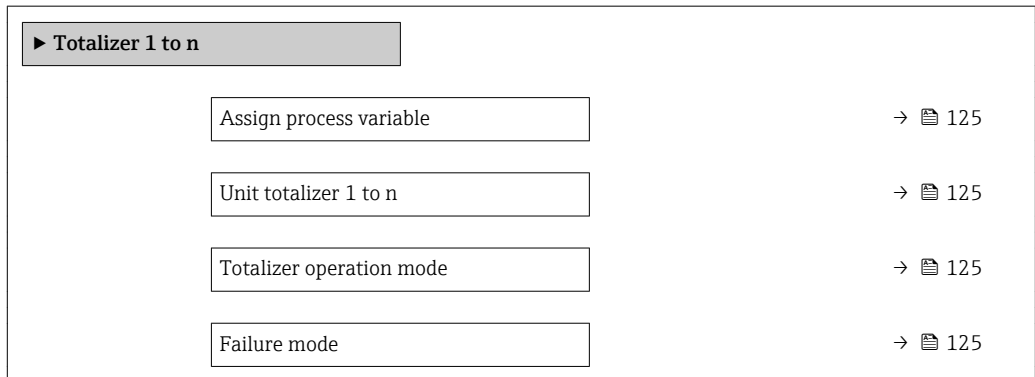 ▶ Totalizer 1 to n
Assign process variable → 125
Unit totalizer 1 to n → 125
Totalizer operation mode → 125
Failure mode → 125